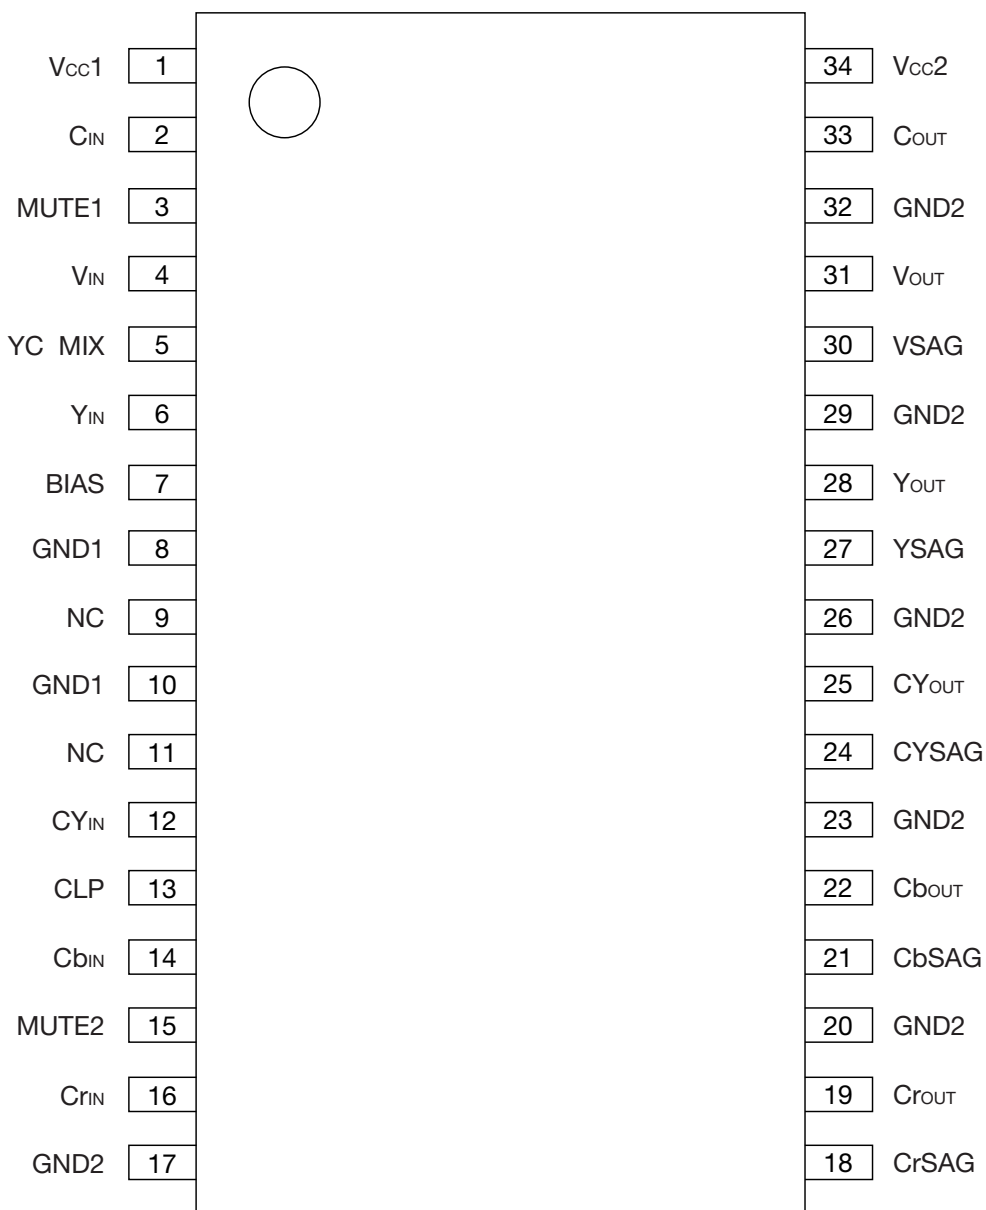 Vcc1 1 34 Vcc2
CIN 2 33 COUT
MUTE1 3 32 GND2
VIN 4 31 VOUT
YC MIX 5 30 VSAG
YIN 6 29 GND2
BIAS 7 28 YOUT
GND1 8 27 YSAG
NC 9 26 GND2
GND1 10 25 CYOUT
NC 11 24 CYSAG
CYIN 12 23 GND2
CLP 13 22 CbOUT
CbIN 14 21 CbSAG
MUTE2 15 20 GND2
CrIN 16 19 CrOUT
GND2 17 18 CrSAG